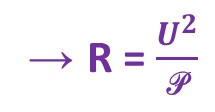 → R = U²/𝒫